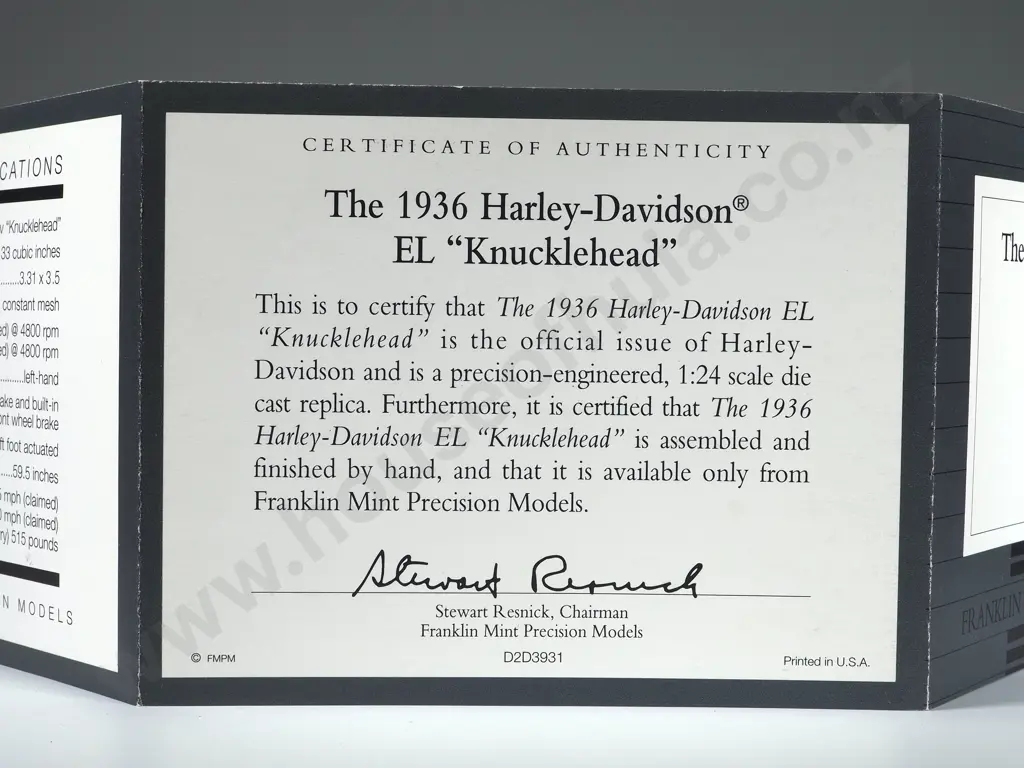 CATIONS
"Knucklehead"
33 cubic inches
3.31 x 3.5
constant mesh
@ 4800 rpm
@ 4800 rpm
left-hand
and built-in
wheel brake
foot actuated
59.5 inches
mph (claimed)
mph (claimed)
515 pounds
N MODELS
CERTIFICATE OF AUTHENTICITY
The 1936 Harley-Davidson®
EL “Knucklehead”
This is to certify that The 1936 Harley-Davidson EL
“Knucklehead” is the official issue of Harley-
Davidson and is a precision-engineered, 1:24 scale die
cast replica. Furthermore, it is certified that The 1936
Harley-Davidson EL “Knucklehead” is assembled and
finished by hand, and that it is available only from
Franklin Mint Precision Models.
Stewart Resnick
Stewart Resnick, Chairman
Franklin Mint Precision Models
© FMPM
D2D3931
Printed in U.S.A.
The
FRANKLIN
www.houseofhuia.co.nz